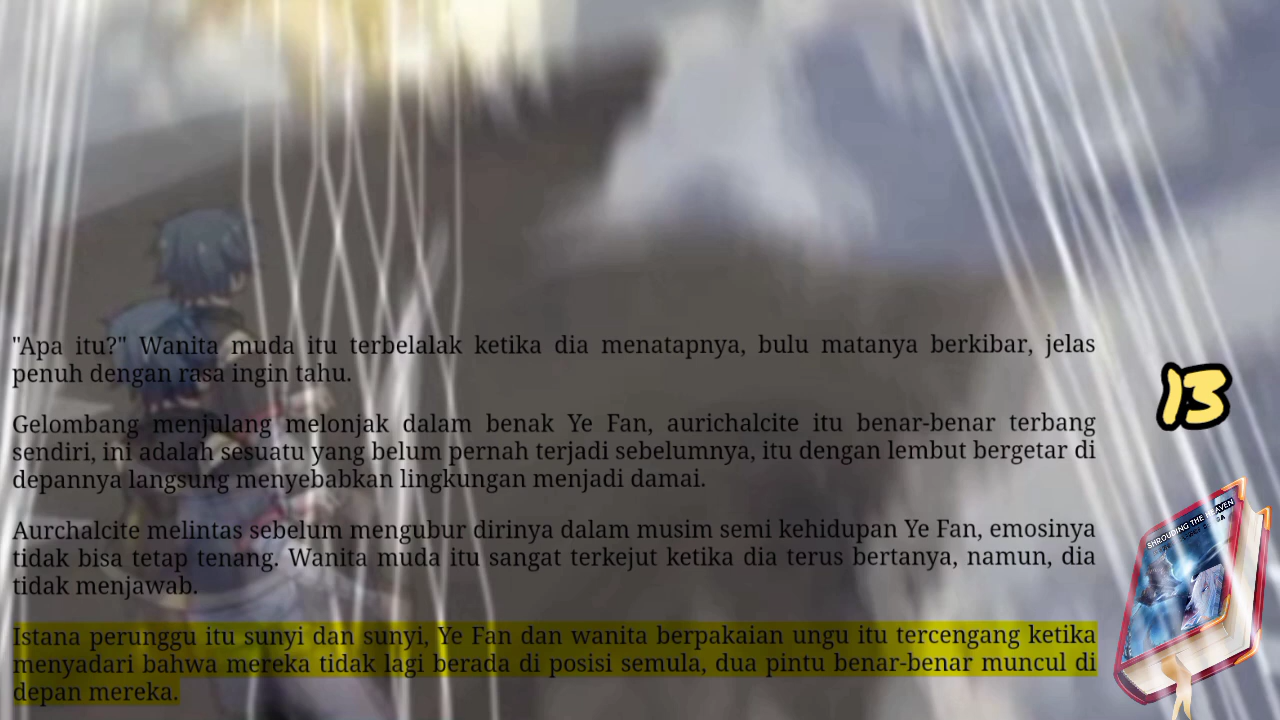 "Apa itu?" Wanita muda itu terbelalak ketika dia menatapnya, bulu matanya berkibar, jelas
penuh dengan rasa ingin tahu.
Gelombang menjulang melonjak dalam benak Ye Fan, aurichalcite itu benar-benar terbang
sendiri, ini adalah sesuatu yang belum pernah terjadi sebelumnya, itu dengan lembut bergetar di
depannya langsung menyebabkan lingkungan menjadi damai.
Aurchalcite melintas sebelum mengubur dirinya dalam musim semi kehidupan Ye Fan, emosinya
tidak bisa tetap tenang. Wanita muda itu sangat terkejut ketika dia terus bertanya, namun, dia
tidak menjawab.
Istana perunggu itu sunyi dan sunyi, Ye Fan dan wanita berpakaian ungu itu tercengang ketika
menyadari bahwa mereka tidak lagi berada di posisi semula, dua pintu benar-benar muncul di
depan mereka.
13
SHROUDING THE HEAVEN